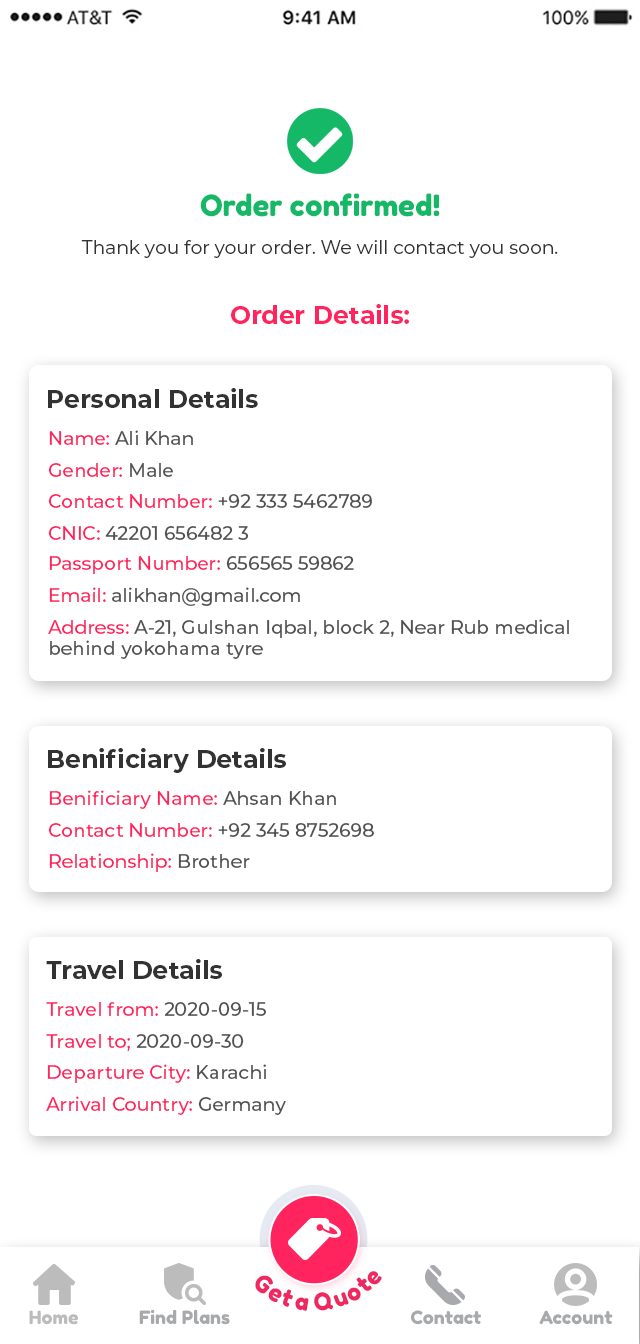 AT&T 9:41 AM 100%
Order confirmed!
Thank you for your order. We will contact you soon.
Order Details:
Personal Details
Name: Ali Khan
Gender: Male
Contact Number: +92 333 5462789
CNIC: 42201 656482 3
Passport Number: 656565 59862
Email: alikhan@gmail.com
Address: A-21, Gulshan Iqbal, block 2, Near Rub medical
behind yokohama tyre
Benificiary Details
Benificiary Name: Ahsan Khan
Contact Number: +92 345 8752698
Relationship: Brother
Travel Details
Travel from: 2020-09-15
Travel to; 2020-09-30
Departure City: Karachi
Arrival Country: Germany
Home Find Plans Get a Quote Contact Account